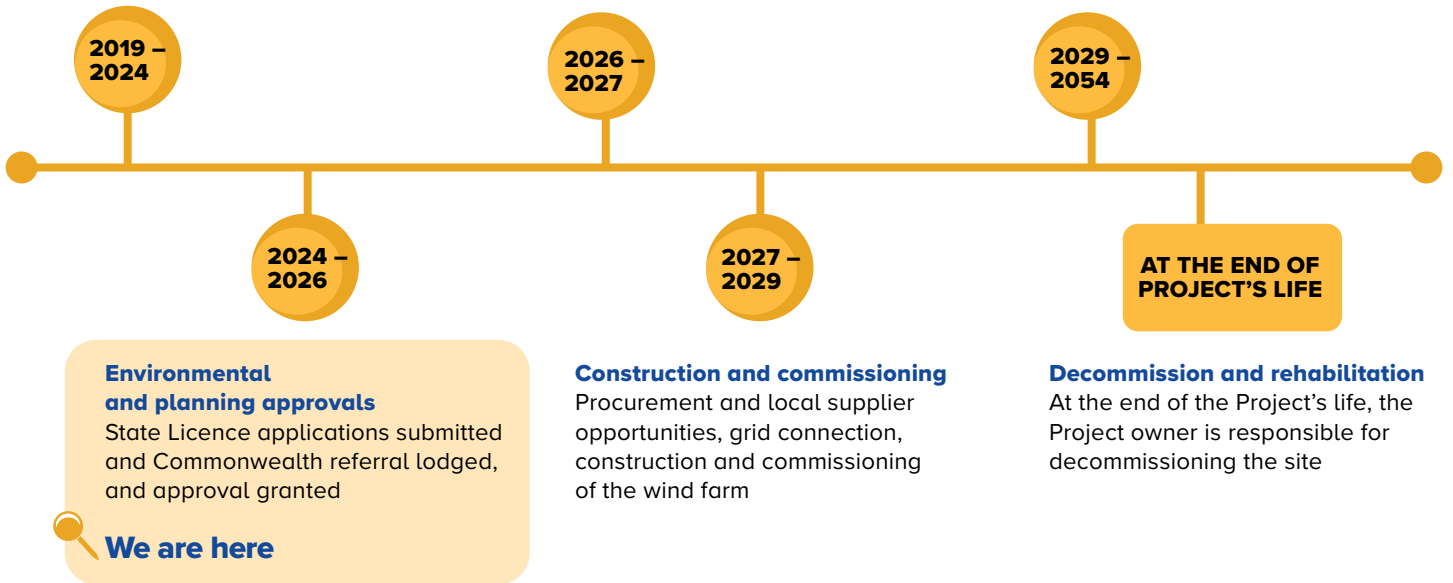 2019 –
2024
2026 –
2027
2029 –
2054
2024 –
2026
2027 –
2029
AT THE END OF
PROJECT’S LIFE
Environmental
and planning approvals
State Licence applications submitted
and Commonwealth referral lodged,
and approval granted
We are here
Construction and commissioning
Procurement and local supplier
opportunities, grid connection,
construction and commissioning
of the wind farm
Decommission and rehabilitation
At the end of the Project’s life, the
Project owner is responsible for
decommissioning the site